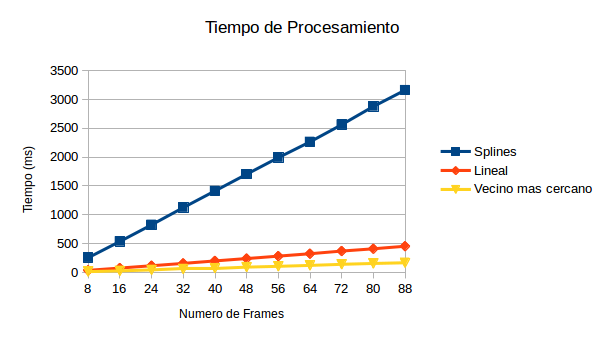 Tiempo de Procesamiento
3500
3000
2500
2000
1500
1000
500
0
Tiempo (ms)
8 16 24 32 40 48 56 64 72 80 88
Numero de Frames
Splines
Lineal
Vecino mas cercano